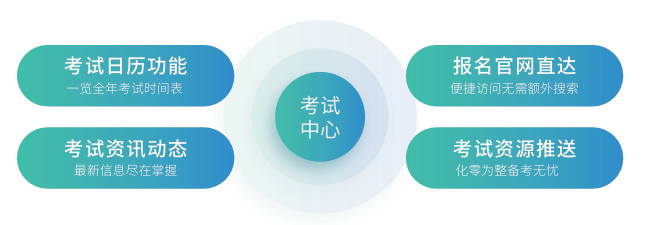 考试日历功能
一览全年考试时间表
报名官网直达
便捷访问无需额外搜索
考试
中心
考试资讯动态
最新信息尽在掌握
考试资源推送
化零为整备考无忧